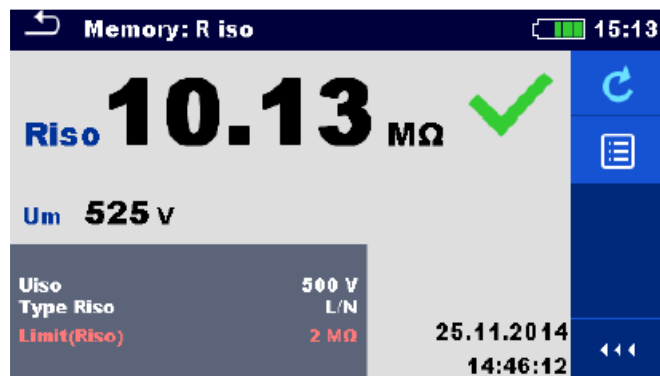 Memory: R iso 15:13
Riso 10.13 MΩ
Um 525 V
Uiso 500 V
Type Riso L/N
Limit(Riso) 2 MΩ
25.11.2014
14:46:12